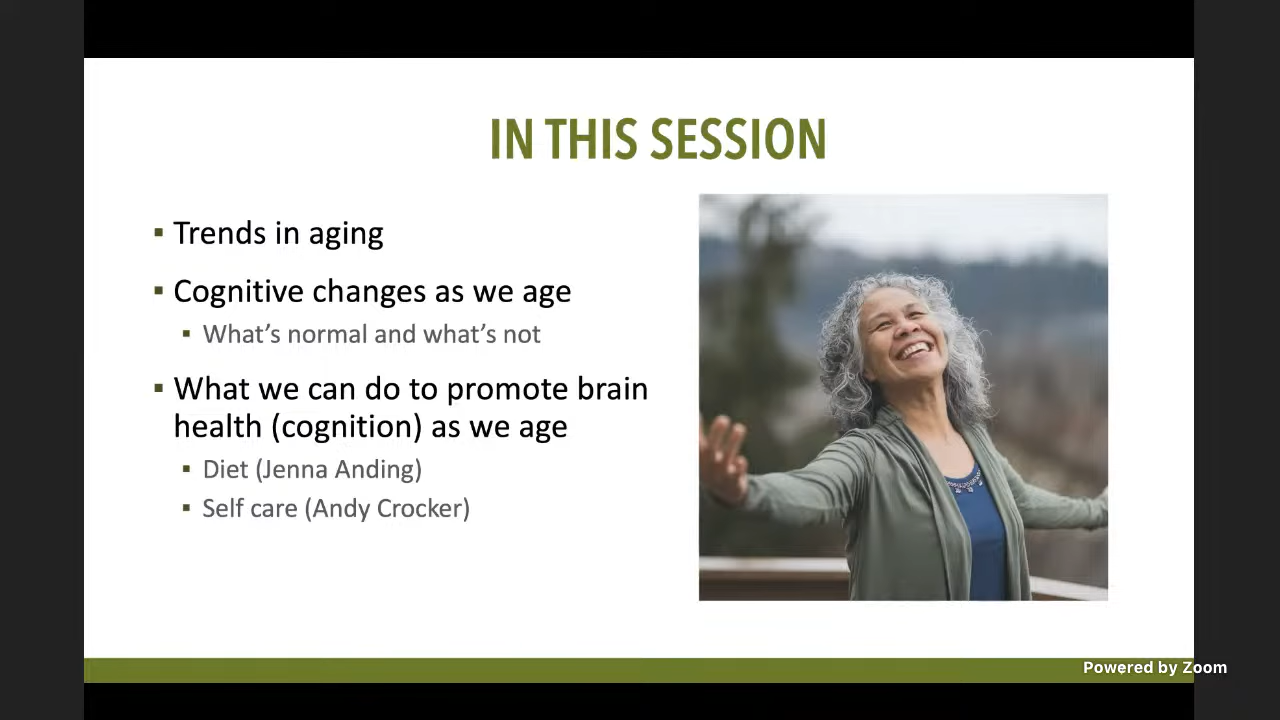 IN THIS SESSION
▪ Trends in aging
▪ Cognitive changes as we age
▪ What’s normal and what’s not
▪ What we can do to promote brain
health (cognition) as we age
▪ Diet (Jenna Anding)
▪ Self care (Andy Crocker)
Powered by Zoom